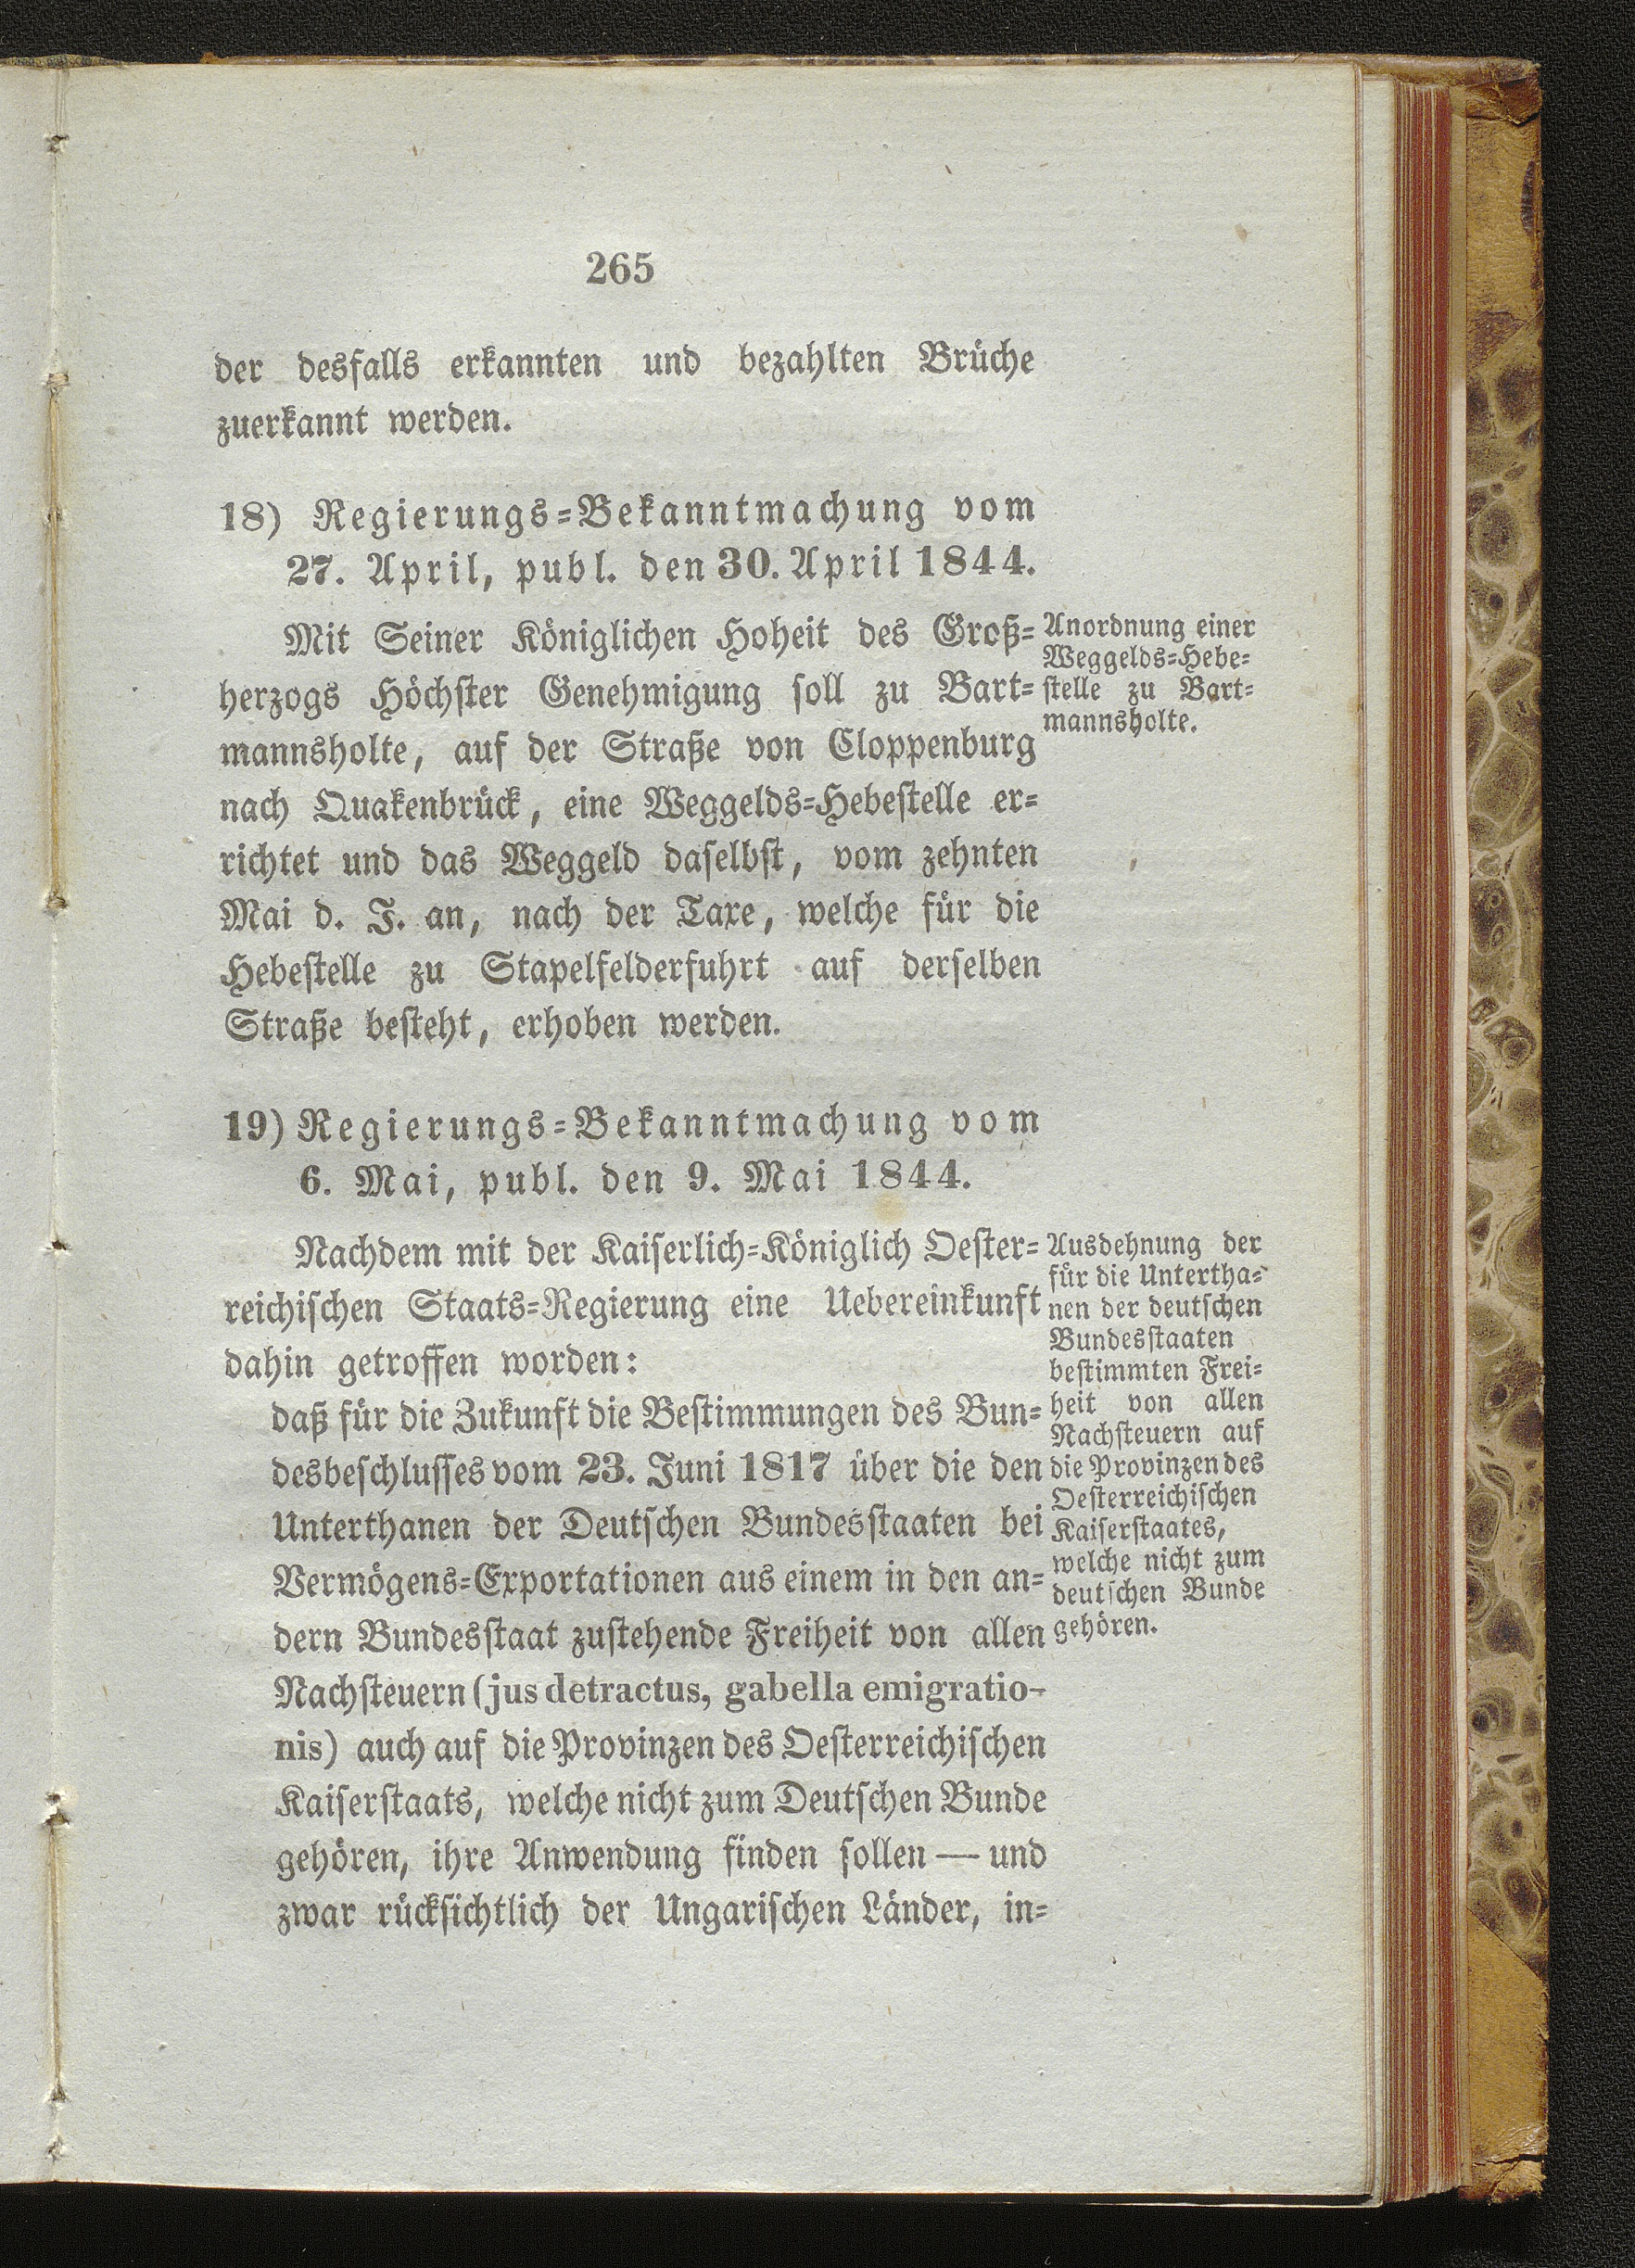 265
der desfalls erkannten und bezahlten Brüche
zuerkannt werden.
18) Regierungs-Bekanntmachung vom
27. April, publ. den 30. April 1844.
Mit Seiner Königlichen Hoheit des Groß-
herzogs Höchster Genehmigung soll zu Bart-
mannsholte, auf der Straße von Cloppenburg
nach Quakenbrück, eine Weggelds-Hebestelle er-
richtet und das Weggeld daselbst, vom zehnten
Mai d. J. an, nach der Taxe, welche für die
Hebestelle zu Stapelfelderfuhrt auf derselben
Straße besteht, erhoben werden.
Anordnung einer
Weggelds-Hebe-
stelle zu Bart-
mannsholte.
19) Regierungs-Bekanntmachung vom
6. Mai, publ. den 9. Mai 1844.
Nachdem mit der Kaiserlich-Königlich Oester-
reichischen Staats-Regierung eine Uebereinkunft
dahin getroffen worden:
daß für die Zukunft die Bestimmungen des Bun-
desbeschlusses vom 23. Juni 1817 über die den
Unterthanen der Deutschen Bundesstaaten bei
Vermögens-Exportationen aus einem in den an-
dern Bundesstaat zustehende Freiheit von allen
Nachsteuern (jus detractus, gabella emigratio-
nis) auch auf die Provinzen des Oesterreichischen
Kaiserstaats, welche nicht zum Deutschen Bunde
gehören, ihre Anwendung finden sollen — und
zwar rücksichtlich der Ungarischen Länder, in-
Ausdehnung der
für die Untertha-
nen der deutschen
Bundesstaaten
bestimmten Frei-
heit von allen
Nachsteuern auf
die Provinzen des
Oesterreichischen
Kaiserstaates,
welche nicht zum
deutschen Bunde
gehören.